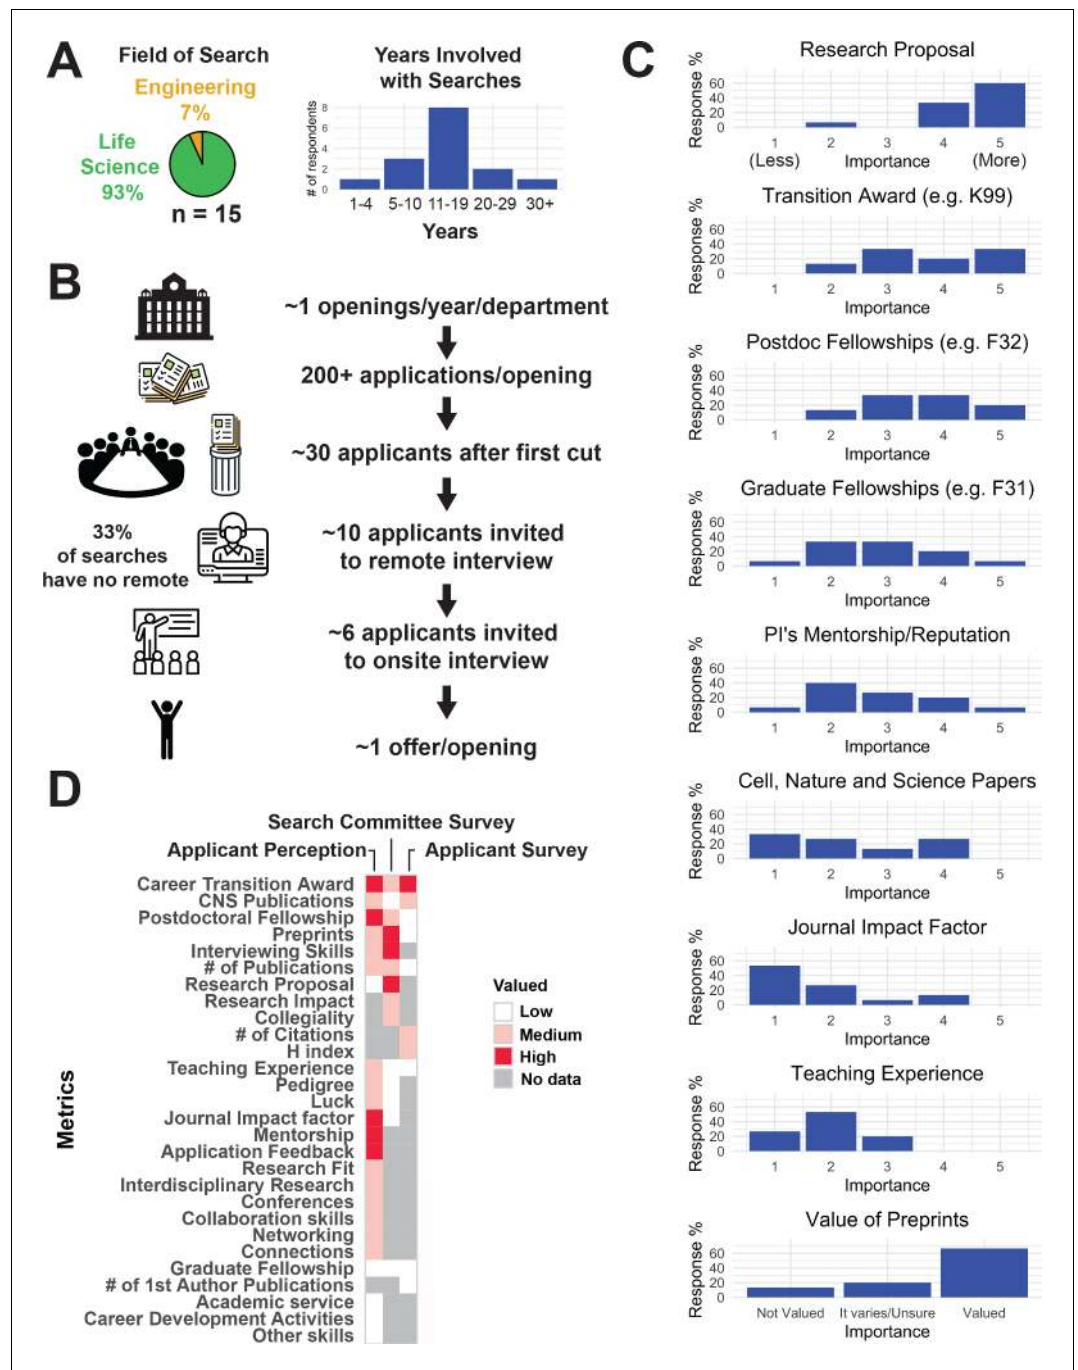 A
Field of Search
Engineering
7%
Life
Science
93%
n = 15
Years Involved
with Searches
# of respondents
8
6
4
2
0
1-4 5-10 11-19 20-29 30+
Years
B
~1 openings/year/department
200+ applications/opening
~30 applicants after first cut
33%
of searches
have no remote
~10 applicants invited
to remote interview
~6 applicants invited
to onsite interview
~1 offer/opening
C
Research Proposal
Response %
60
40
20
0
1 2 3 4 5
(Less) Importance (More)
Transition Award (e.g. K99)
Response %
60
40
20
0
1 2 3 4 5
Importance
Postdoc Fellowships (e.g. F32)
Response %
60
40
20
0
1 2 3 4 5
Importance
Graduate Fellowships (e.g. F31)
Response %
60
40
20
0
1 2 3 4 5
Importance
PI's Mentorship/Reputation
Response %
60
40
20
0
1 2 3 4 5
Importance
Cell, Nature and Science Papers
Response %
60
40
20
0
1 2 3 4 5
Importance
Journal Impact Factor
Response %
60
40
20
0
1 2 3 4 5
Importance
Teaching Experience
Response %
60
40
20
0
1 2 3 4 5
Importance
Value of Preprints
Response %
60
40
20
0
Not Valued It varies/Unsure Valued
Importance
D
Search Committee Survey
Applicant Perception Applicant Survey
Metrics
Career Transition Award
CNS Publications
Postdoctoral Fellowship
Preprints
Interviewing Skills
# of Publications
Research Proposal
Research Impact
Collegiality
# of Citations
H index
Teaching Experience
Pedigree
Luck
Journal Impact factor
Mentorship
Application Feedback
Research Fit
Interdisciplinary Research
Conferences
Collaboration skills
Networking
Connections
Graduate Fellowship
# of 1st Author Publications
Academic service
Career Development Activities
Other skills
Valued
Low
Medium
High
No data